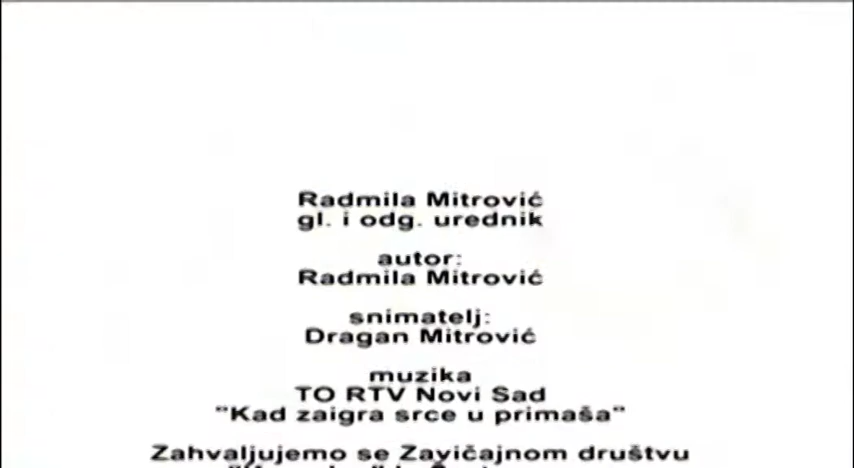 Radmila Mitrović
gl. i odg. urednik
autor:
Radmila Mitrović
snimatelj:
Dragan Mitrović
muzika
TO RTV Novi Sad
"Kad zaigra srce u primaša"
Zahvaljujemo se Zavičajnom društvu